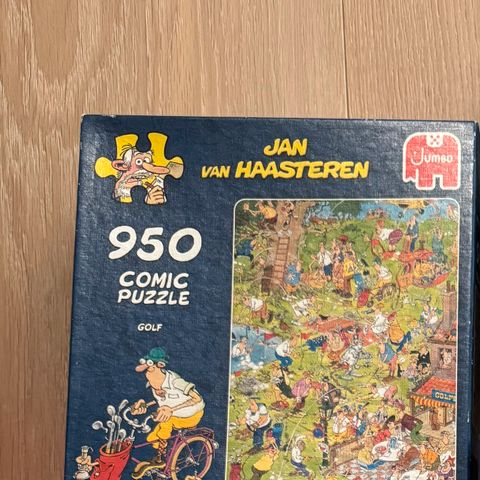 JAN
VAN HAASTEREN
Jumbo
950
COMIC
PUZZLE
GOLF